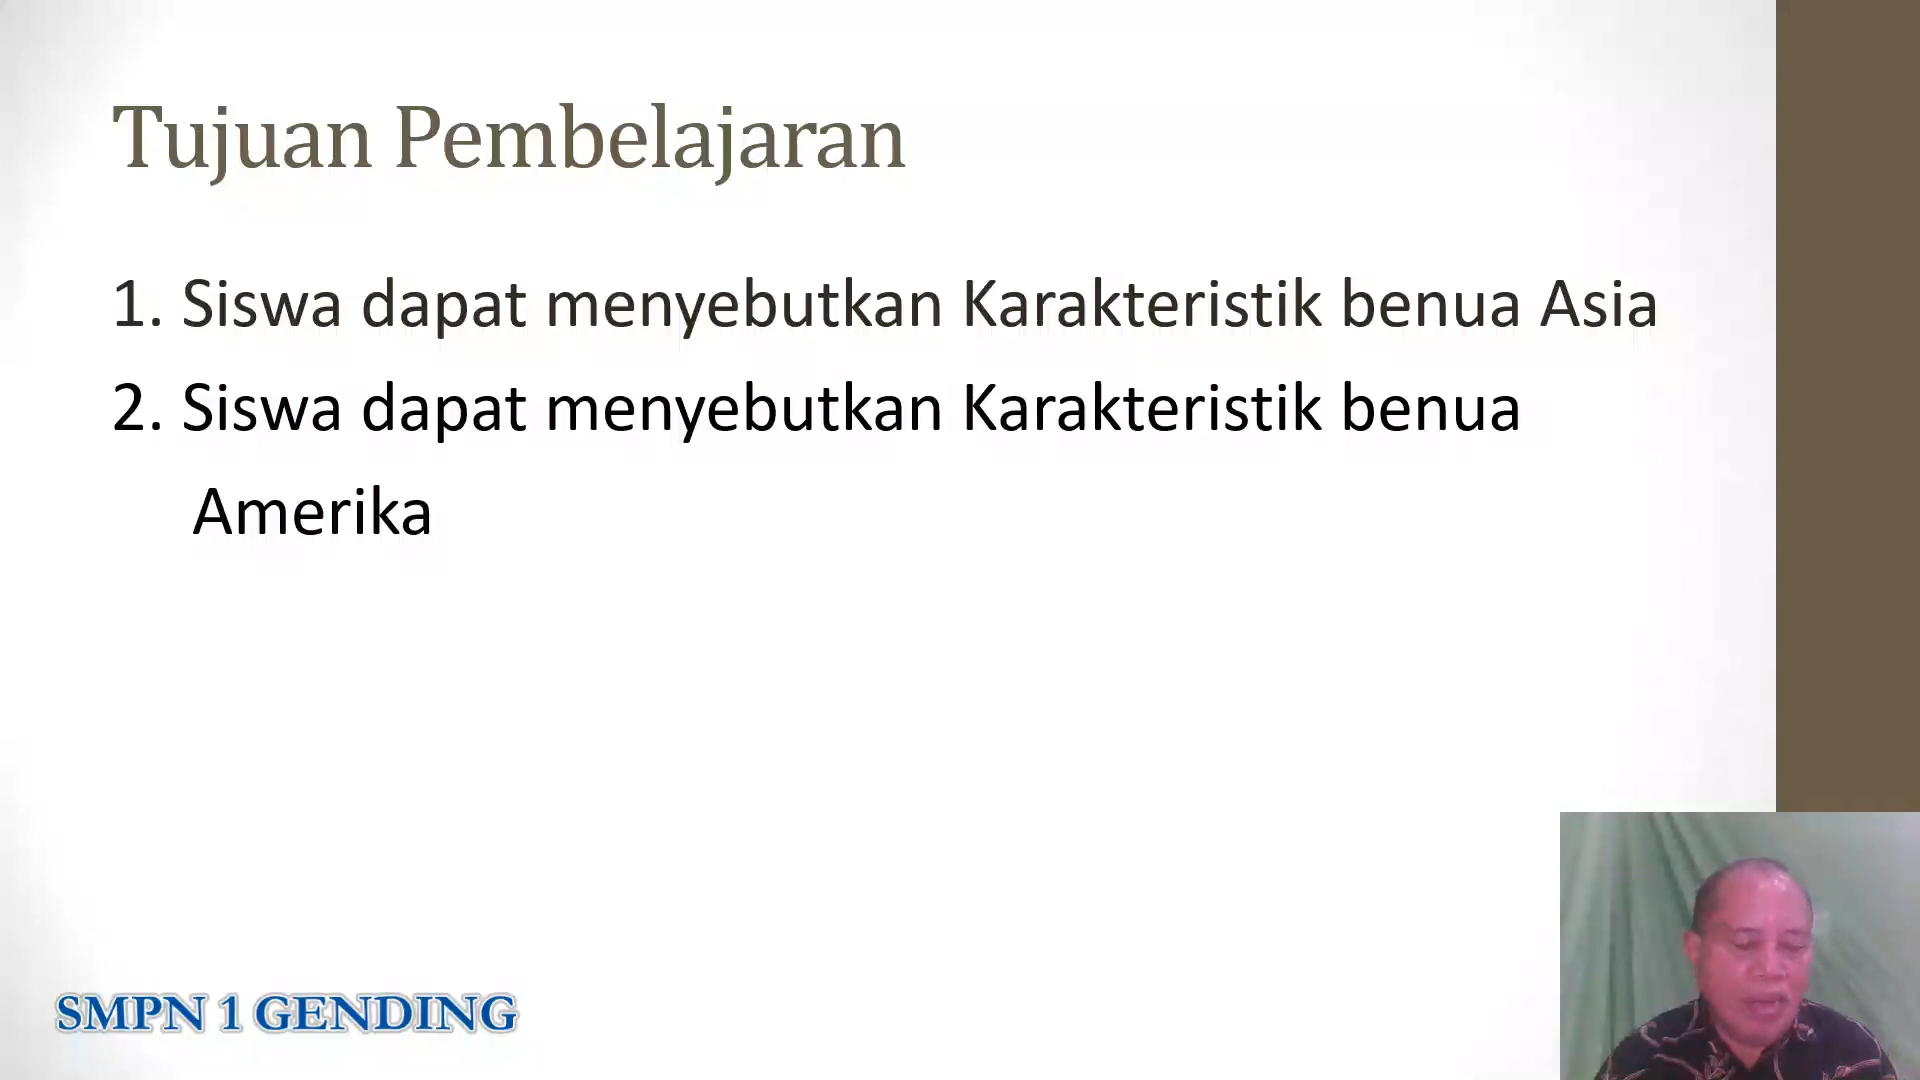 Tujuan Pembelajaran
1. Siswa dapat menyebutkan Karakteristik benua Asia
2. Siswa dapat menyebutkan Karakteristik benua
Amerika
SMPN 1 GENDING